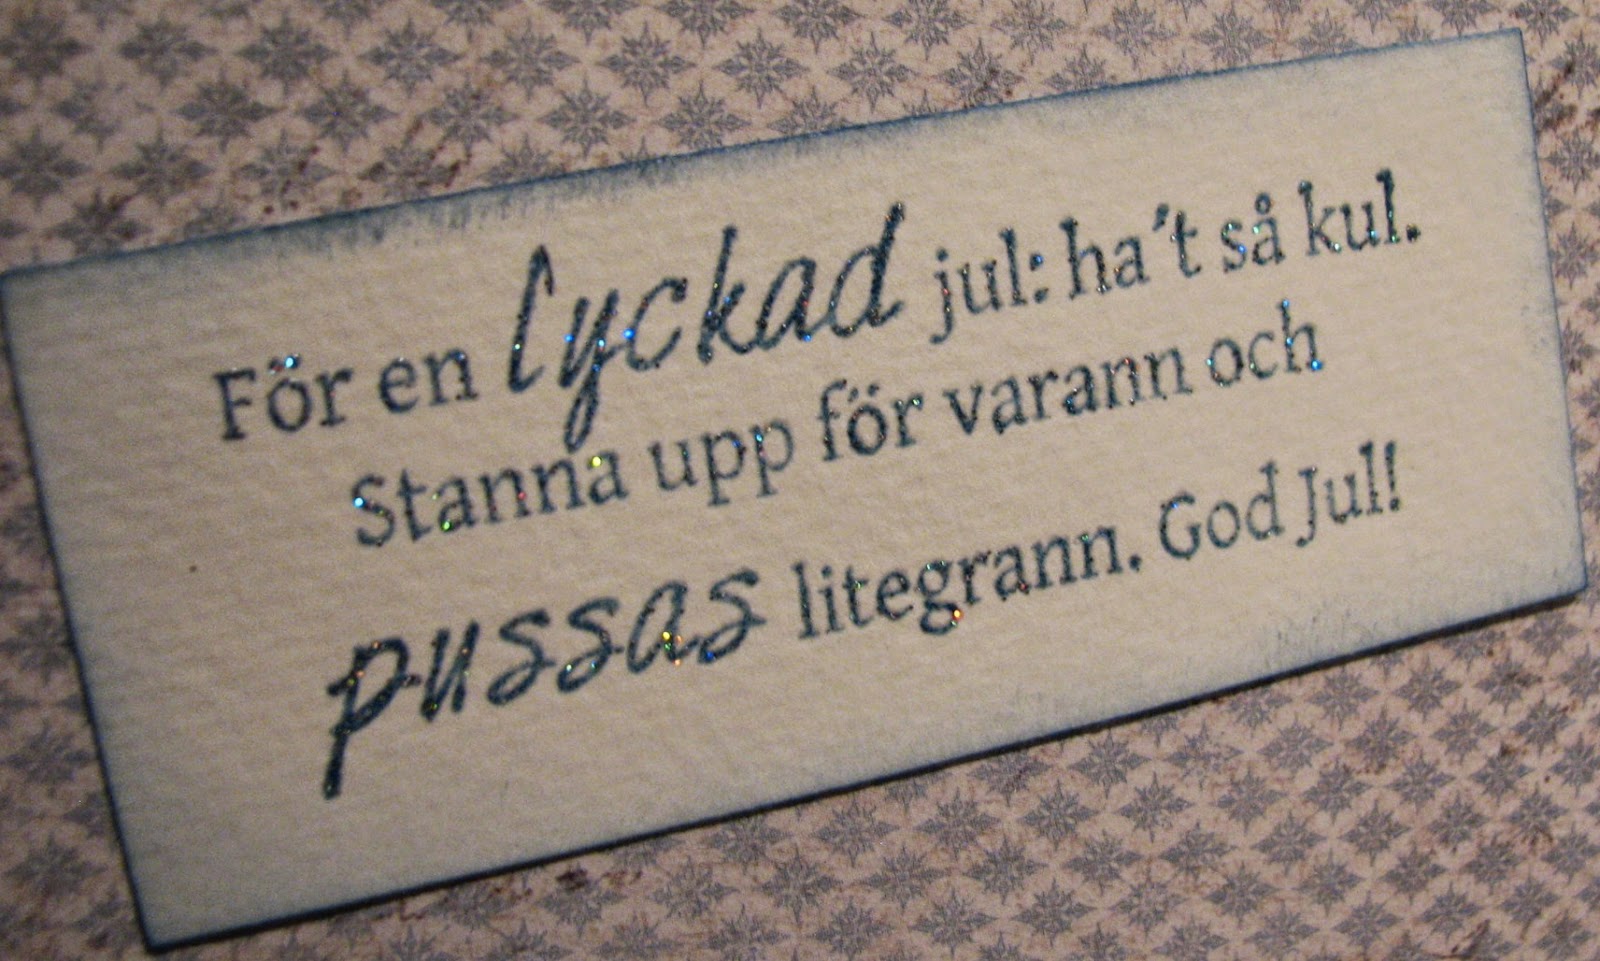 För en lyckad jul: ha´t så kul.
Stanna upp för varann och
pussas litegrann. God Jul!